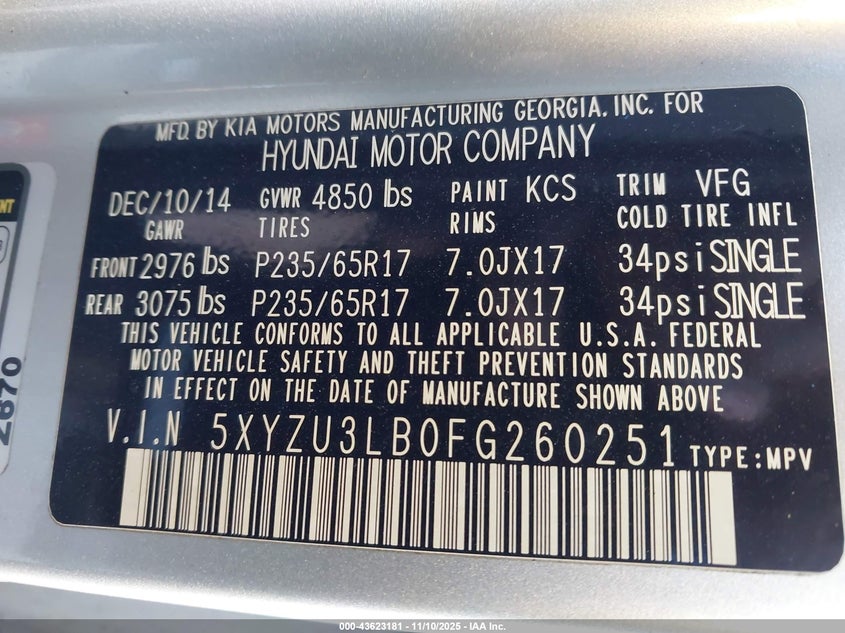 MFD. BY KIA MOTORS MANUFACTURING GEORGIA, INC. FOR
HYUNDAI MOTOR COMPANY
DEC/10/14 GVWR 4850 lbs PAINT KCS TRIM VFG
GAWR TIRES RIMS COLD TIRE INFL
FRONT 2976 lbs P235/65R17 7.0JX17 34psi SINGLE
REAR 3075 lbs P235/65R17 7.0JX17 34psi SINGLE
THIS VEHICLE CONFORMS TO ALL APPLICABLE U.S.A. FEDERAL
MOTOR VEHICLE SAFETY AND THEFT PREVENTION STANDARDS
IN EFFECT ON THE DATE OF MANUFACTURE SHOWN ABOVE
V.I.N 5XYZU3LB0FG260251 TYPE:MPV
000-43623181 - 11/10/2025 - IAA Inc.